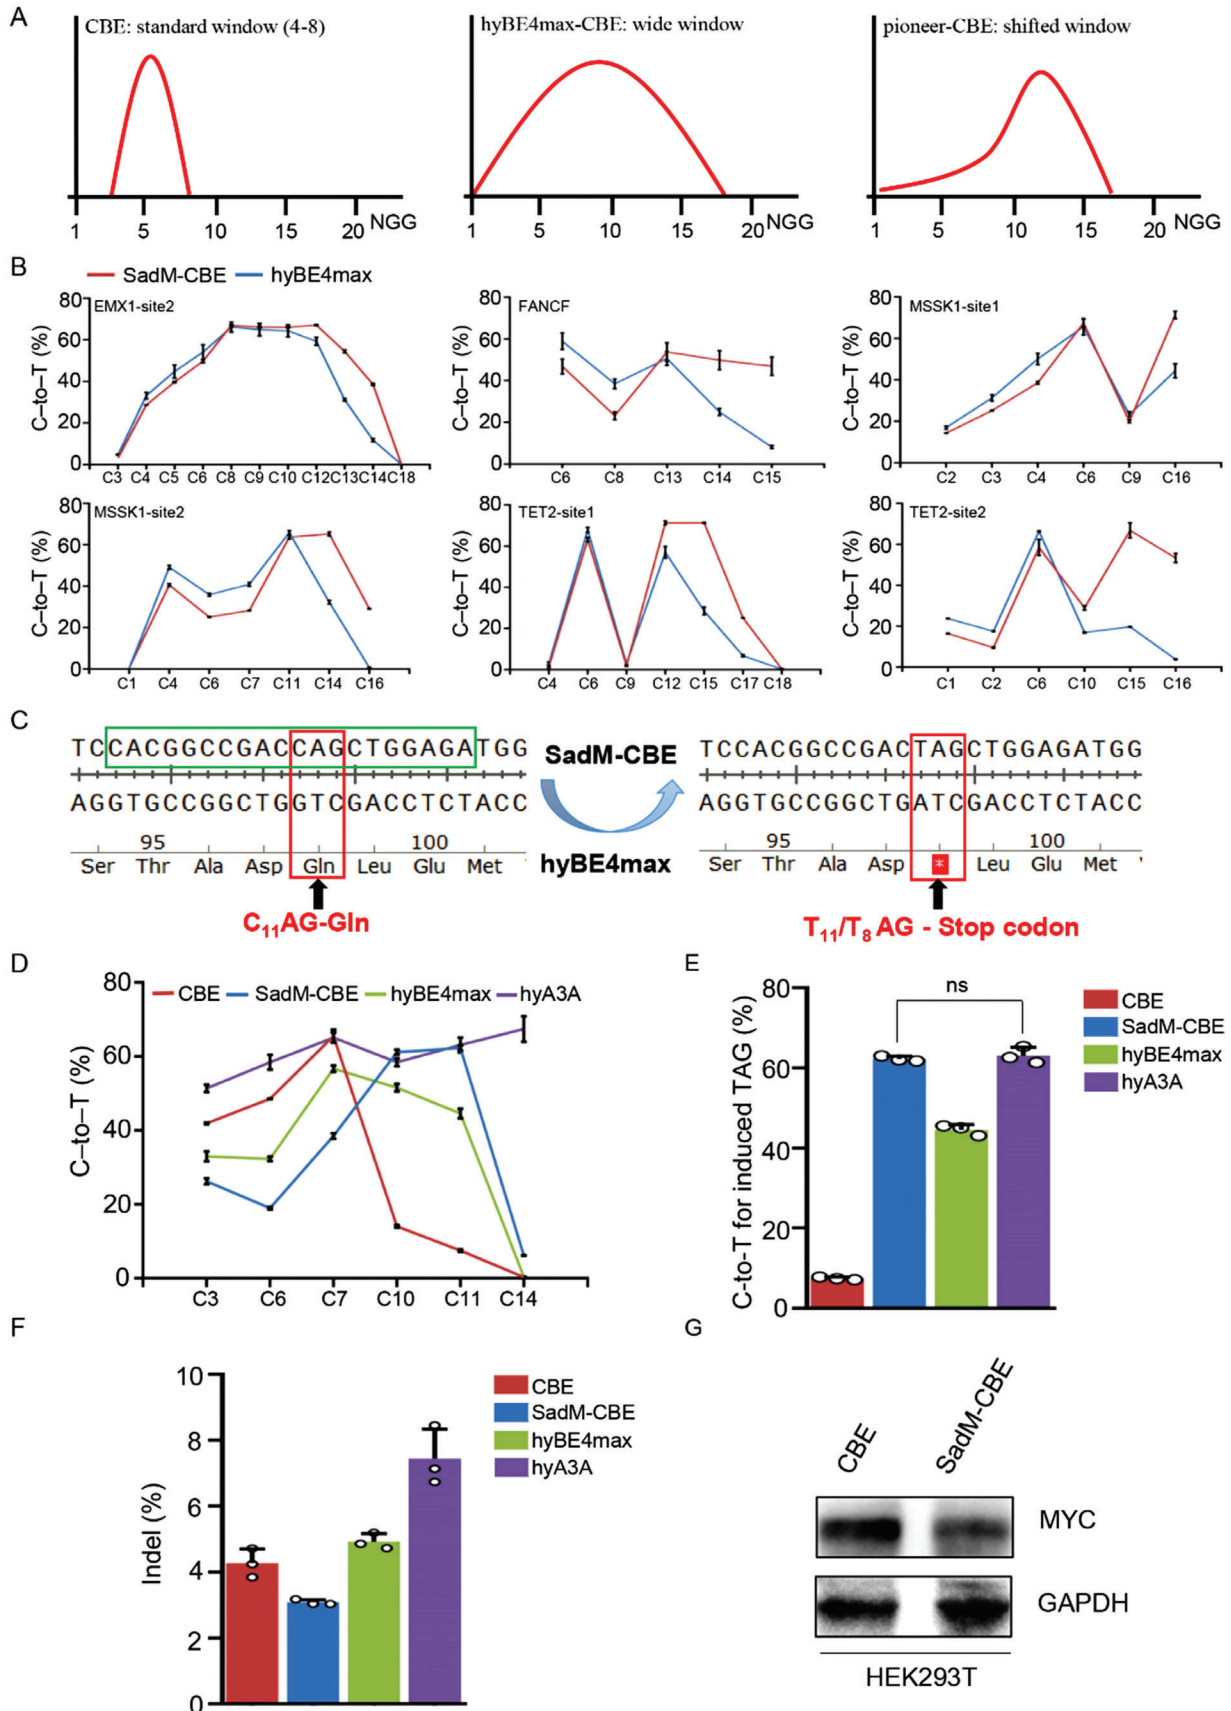 A
CBE: standard window (4-8)
1 5 10 15 20 NGG
hyBE4max-CBE: wide window
1 5 10 15 20 NGG
pioneer-CBE: shifted window
1 5 10 15 20 NGG
B
SadM-CBE hyBE4max
EMX1-site2
C–to–T (%)
80
60
40
20
0
C3 C4 C5 C6 C8 C9 C10 C12 C13 C14 C18
FANCF
C–to–T (%)
80
60
40
20
0
C6 C8 C13 C14 C15
MSSK1-site1
C–to–T (%)
80
60
40
20
0
C2 C3 C4 C6 C9 C16
MSSK1-site2
C–to–T (%)
80
60
40
20
0
C1 C4 C6 C7 C11 C14 C16
TET2-site1
C–to–T (%)
80
60
40
20
0
C4 C6 C9 C12 C15 C17 C18
TET2-site2
C–to–T (%)
80
60
40
20
0
C1 C2 C6 C10 C15 C16
C
TCCACGGCCGACCAGCTGGAGATGG
AGGTGCCGGCTGGTCGACCTCTACC
95 100
Ser Thr Ala Asp Gln Leu Glu Met
C11AG-Gln
SadM-CBE
hyBE4max
TCCACGGCCGACTAGCTGGAGATGG
AGGTGCCGGCTGATCGACCTCTACC
95 100
Ser Thr Ala Asp * Leu Glu Met
T11/T8 AG - Stop codon
D
CBE SadM-CBE hyBE4max hyA3A
C–to–T (%)
80
60
40
20
0
C3 C6 C7 C10 C11 C14
E
C-to-T for induced TAG (%)
80
60
40
20
0
ns
CBE
SadM-CBE
hyBE4max
hyA3A
F
Indel (%)
10
8
6
4
2
0
CBE
SadM-CBE
hyBE4max
hyA3A
G
CBE SadM-CBE
MYC
GAPDH
HEK293T